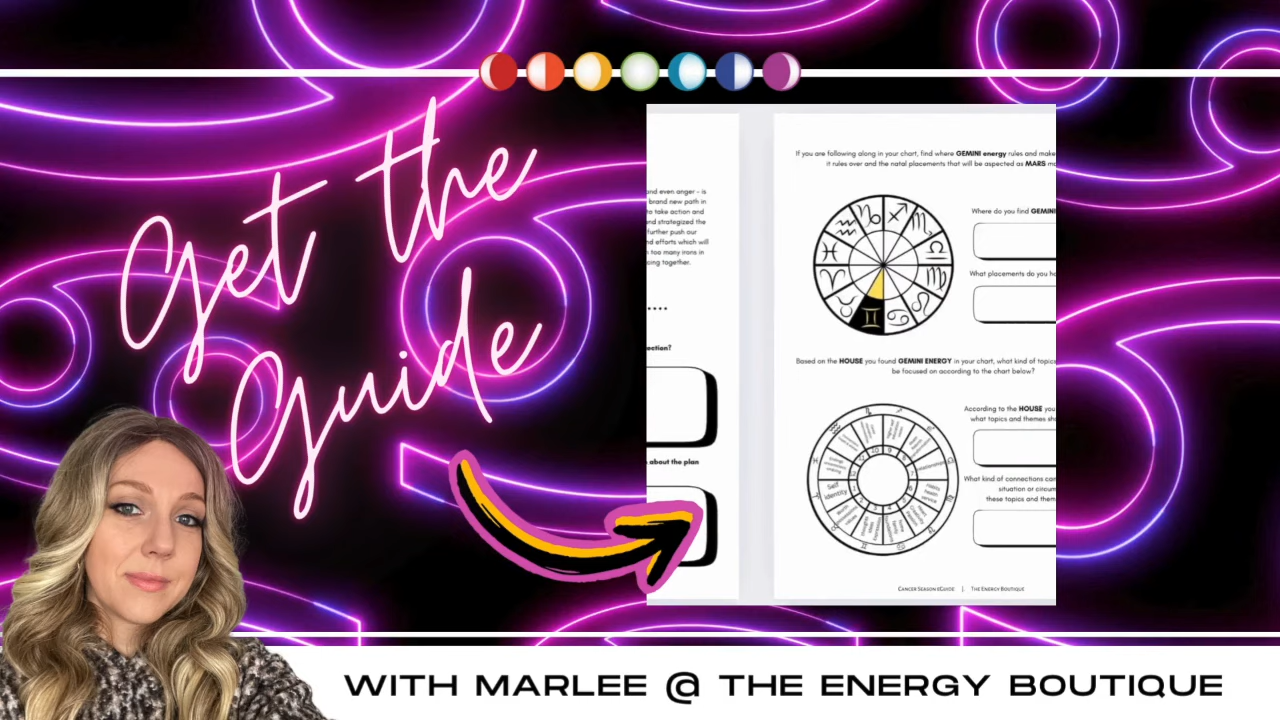 Get the
Guide
and even anger - is
brand new path in
to take action and
and strategized the
further push our
nd efforts which will
too many irons in
cing together.
ection?
about the plan
If you are following along in your chart, find where GEMINI energy rules and make
it rules over and the natal placements that will be aspected as MARS
Where do you find GEMINI
What placements do you ha
Based on the HOUSE you found GEMINI ENERGY in your chart, what kind of topics
be focused on according to the chart below?
According to the HOUSE you
what topics and themes sh
What kind of connections can
situation or circum
these topics and them
Self
Identity
CANCER SEASON EGUIDE | THE ENERGY BOUTIQUE
WITH MARLEE @ THE ENERGY BOUTIQUE